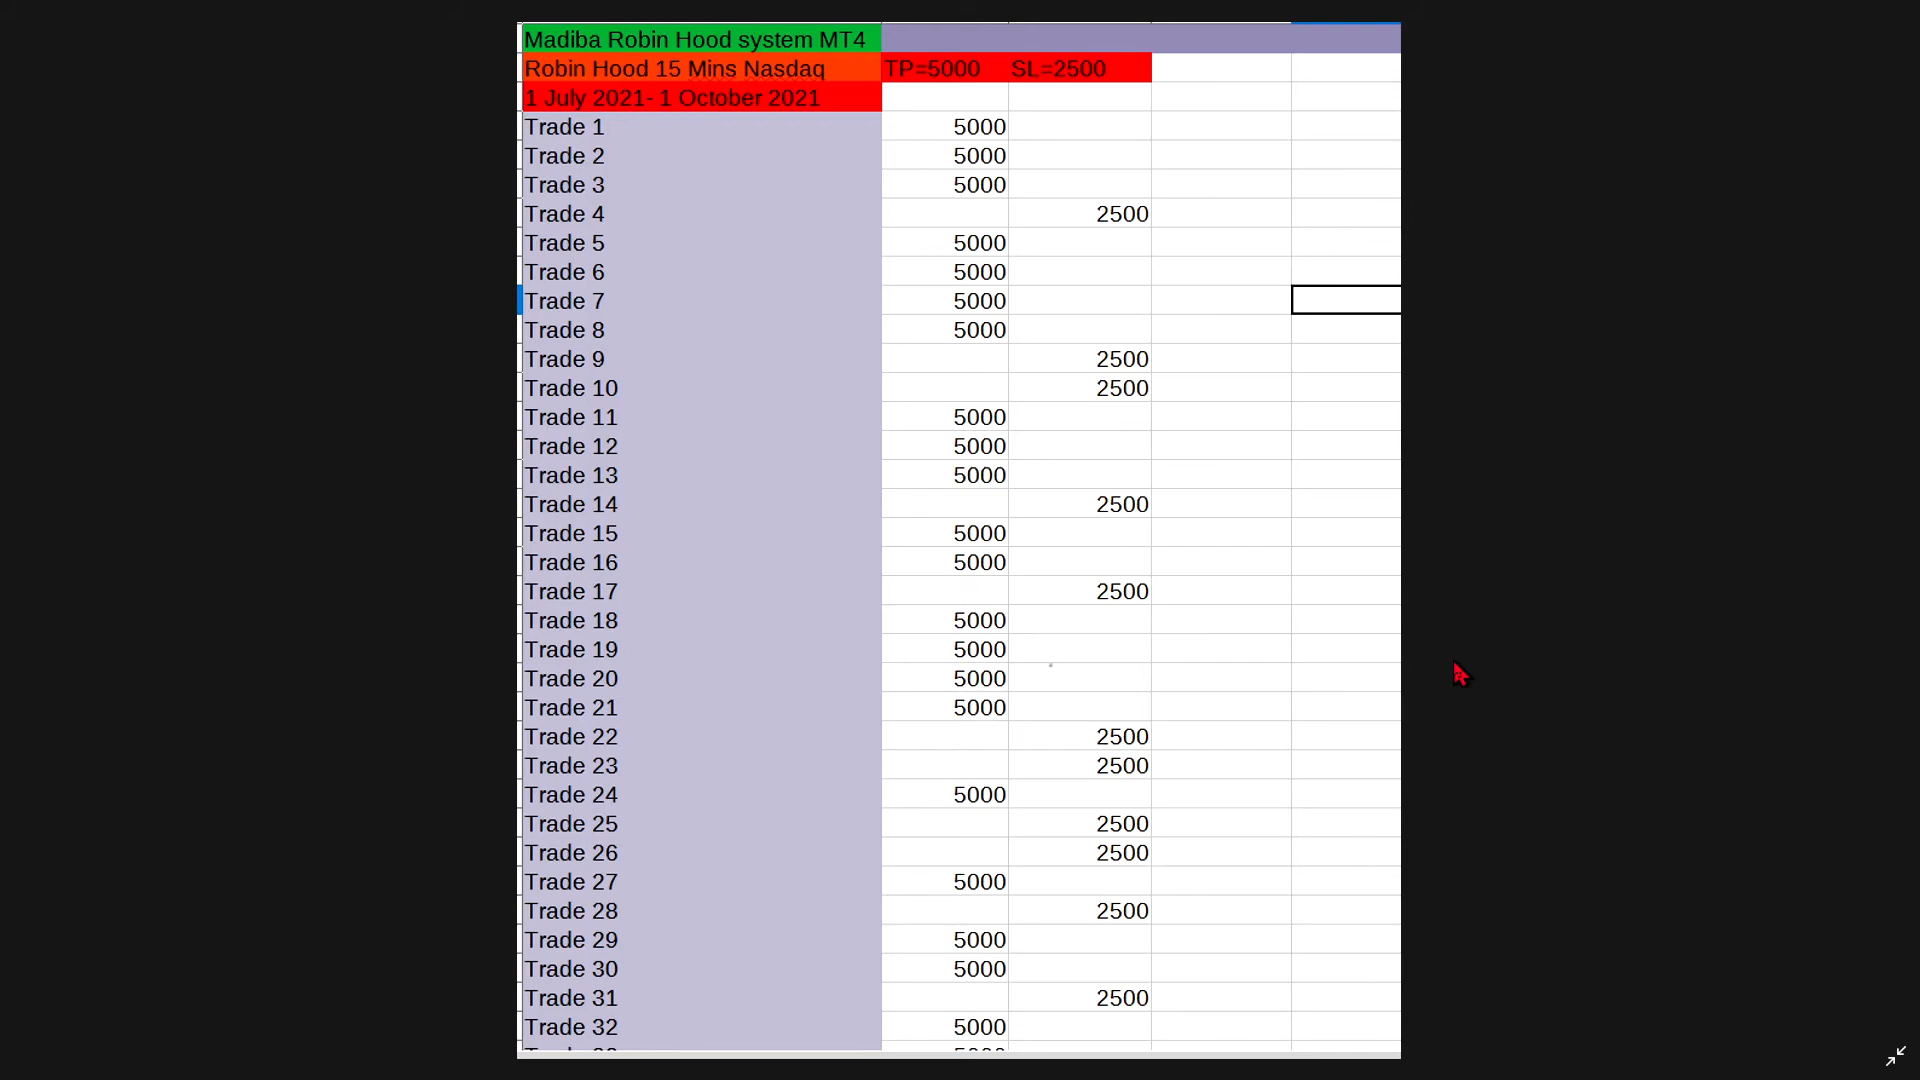 Madiba Robin Hood system MT4
Robin Hood 15 Mins Nasdaq TP=5000 SL=2500
1 July 2021- 1 October 2021
Trade 1 5000
Trade 2 5000
Trade 3 5000
Trade 4 2500
Trade 5 5000
Trade 6 5000
Trade 7 5000
Trade 8 5000
Trade 9 2500
Trade 10 2500
Trade 11 5000
Trade 12 5000
Trade 13 5000
Trade 14 2500
Trade 15 5000
Trade 16 5000
Trade 17 2500
Trade 18 5000
Trade 19 5000
Trade 20 5000
Trade 21 5000
Trade 22 2500
Trade 23 2500
Trade 24 5000
Trade 25 2500
Trade 26 2500
Trade 27 5000
Trade 28 2500
Trade 29 5000
Trade 30 5000
Trade 31 2500
Trade 32 5000